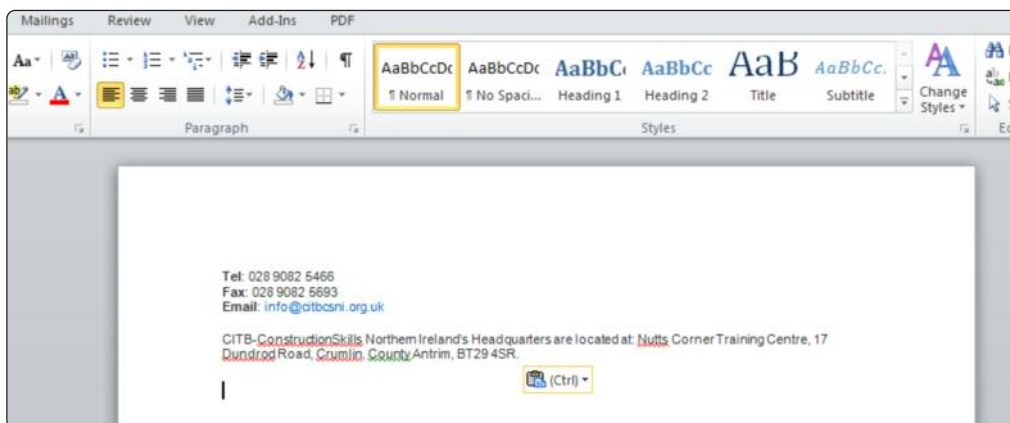 Mailings Review View Add-Ins PDF
Aa
ab
A
A
Z
¶
AaBbCcDc AaBbCcDc AaBbC AaBbCc AaB AaBbCc.
¶ Normal ¶ No Spaci... Heading 1 Heading 2 Title Subtitle
A
A
Change
Styles
Paragraph Styles
Tel: 028 9082 5466
Fax: 028 9082 5693
Email: info@citbcsni.org.uk
CITB-ConstructionSkills Northern Ireland's Headquarters are located at: Nutts Corner Training Centre, 17
Dundrod Road, Crumlin, County Antrim, BT29 4SR.
(Ctrl)